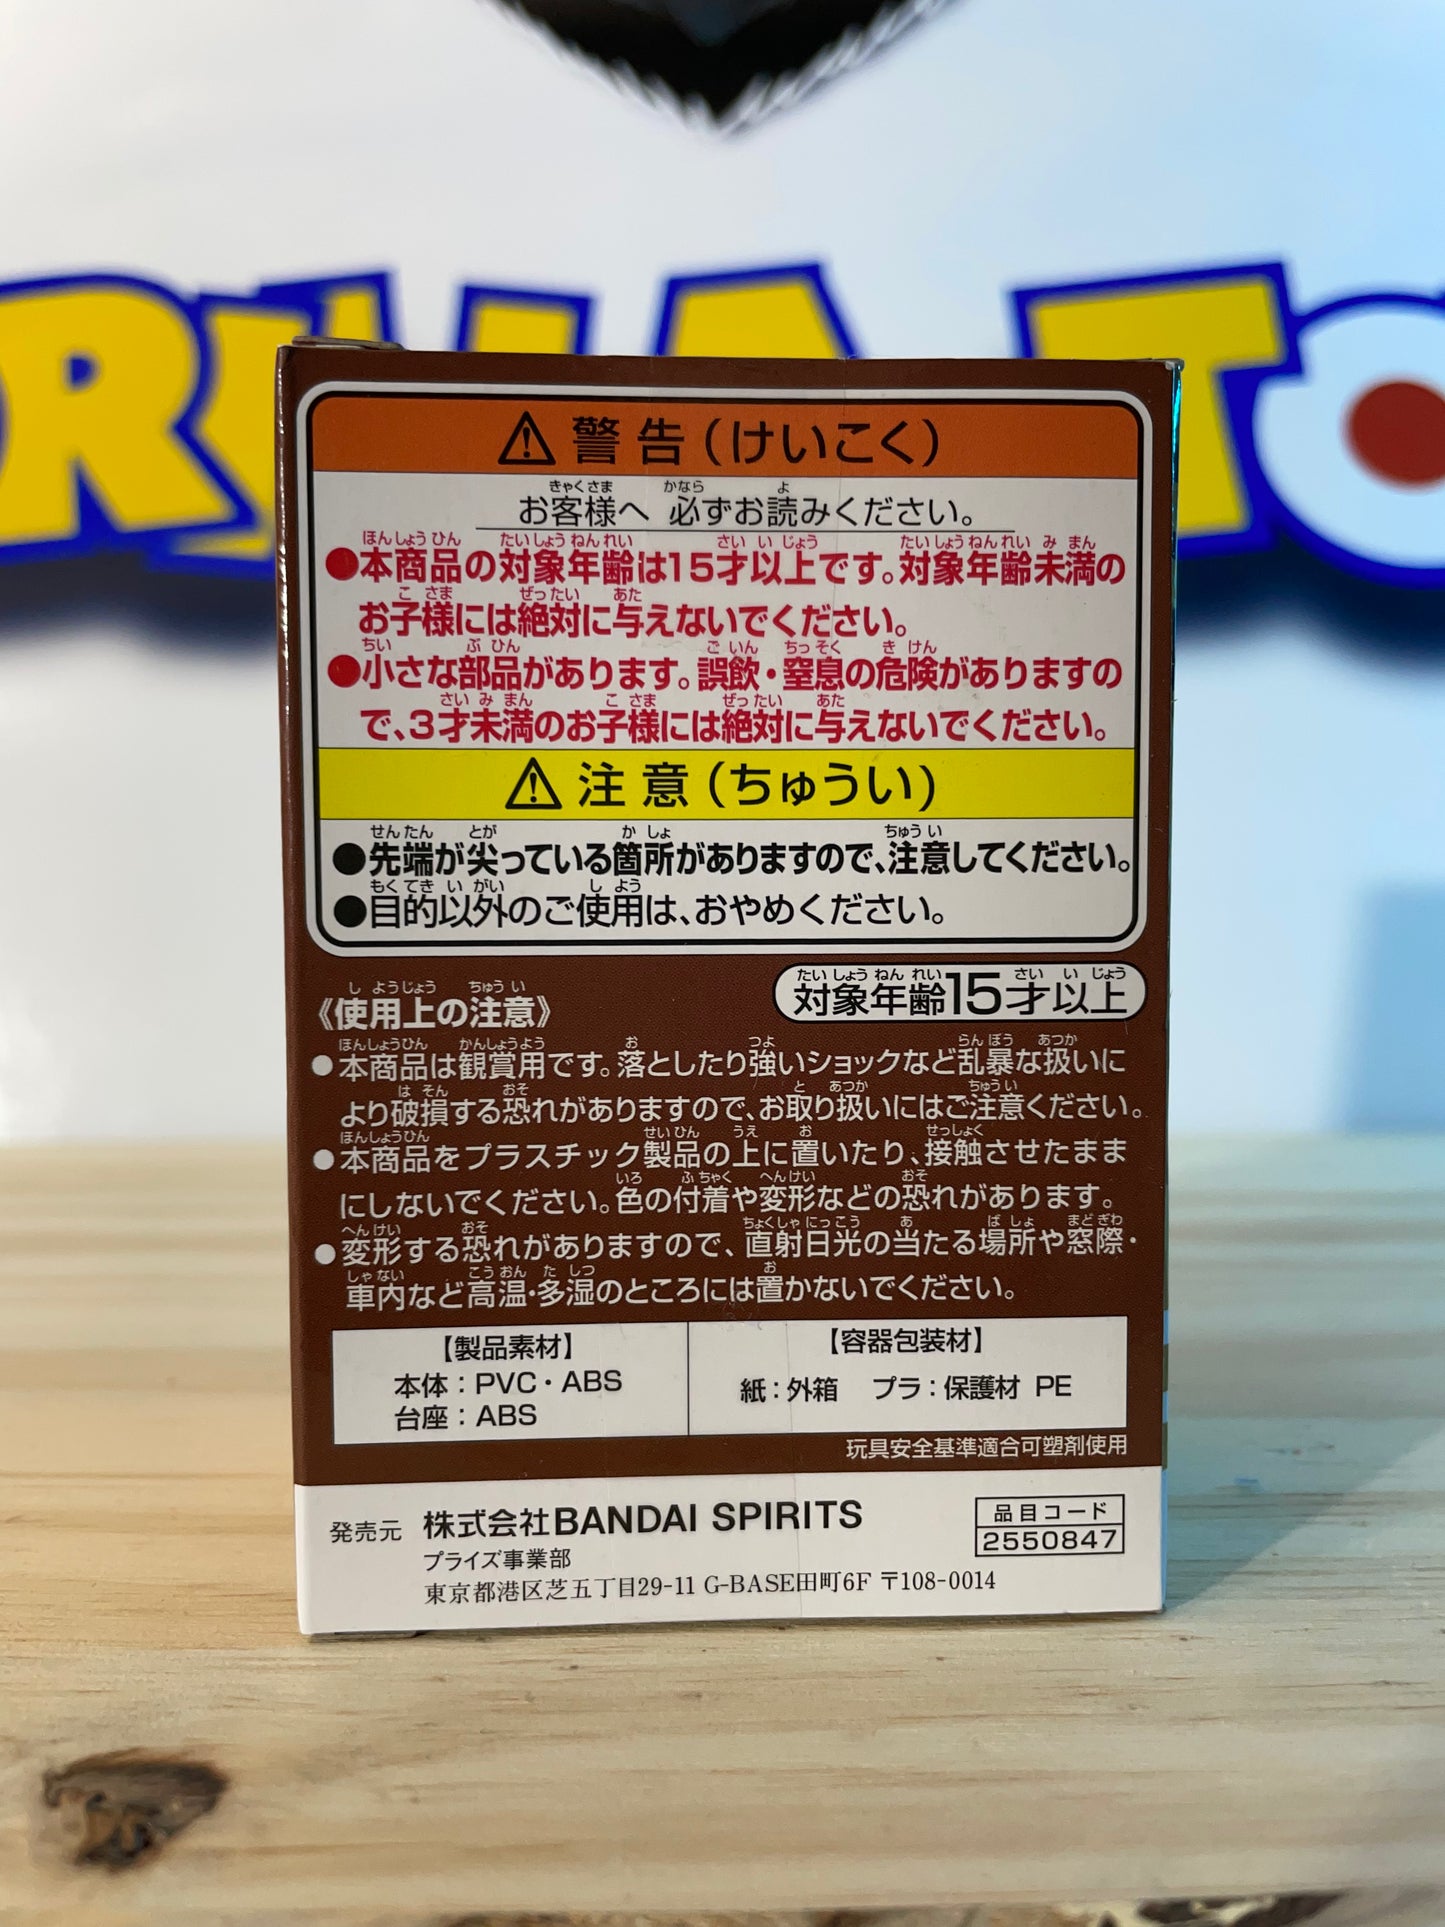 ⚠警告(けいこく)
お客様へ 必ずお読みください。
●本商品の対象年齢は15才以上です。対象年齢未満の
お子様には絶対に与えないでください。
●小さな部品があります。誤飲・窒息の危険がありますの
で、3才未満のお子様には絶対に与えないでください。
⚠注意(ちゅうい)
●先端が尖っている箇所がありますので、注意してください。
●目的以外のご使用は、おやめください。
対象年齢15才以上
《使用上の注意》
●本商品は観賞用です。落としたり強いショックなど乱暴な扱いに
より破損する恐れがありますので、お取り扱いにはご注意ください。
●本商品をプラスチック製品の上に置いたり、接触させたまま
にしないでください。色の付着や変形などの恐れがあります。
●変形する恐れがありますので、直射日光の当たる場所や窓際・
車内など高温・多湿のところには置かないでください。
【製品素材】
本体：PVC・ABS
台座：ABS
【容器包装材】
紙：外箱 プラ：保護材 PE
玩具安全基準適合可塑剤使用
発売元 株式会社BANDAI SPIRITS
プライズ事業部
東京都港区芝五丁目29-11 G-BASE田町6F 〒108-0014
品目コード
2550847